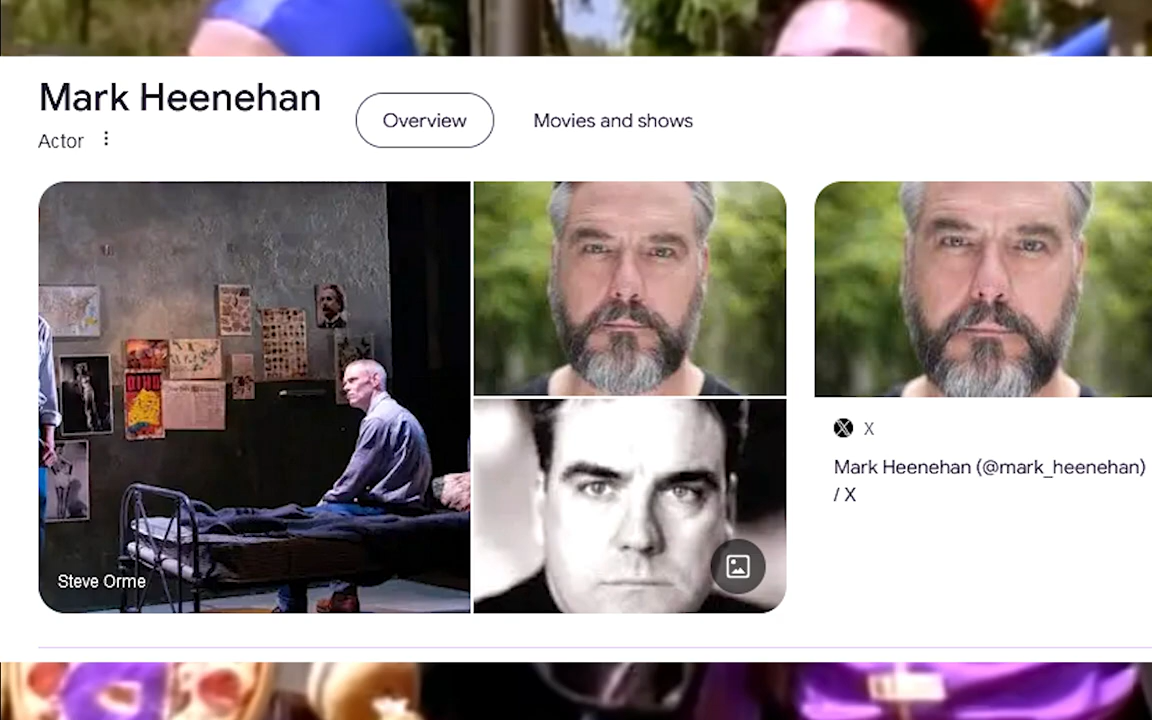 Mark Heenehan
Actor
Overview
Movies and shows
Steve Orme
X
Mark Heenehan (@mark_heenehan)
/ X